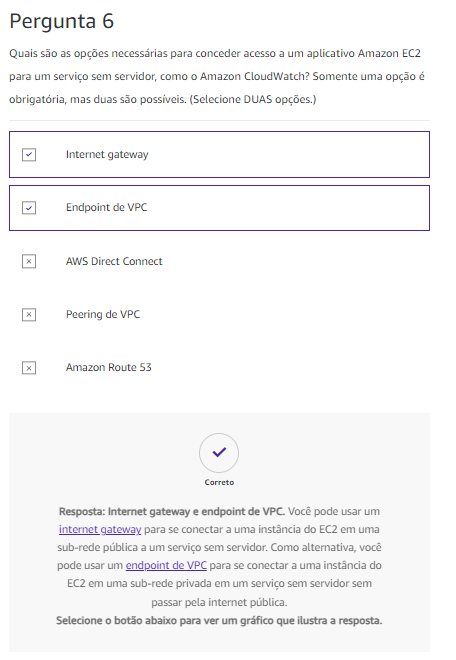 Pergunta 6
Quais são as opções necessárias para conceder acesso a um aplicativo Amazon EC2
para um serviço sem servidor, como o Amazon CloudWatch? Somente uma opção é
obrigatória, mas duas são possíveis. (Selecione DUAS opções.)
Internet gateway
Endpoint de VPC
AWS Direct Connect
Peering de VPC
Amazon Route 53
Correto
Resposta: Internet gateway e endpoint de VPC. Você pode usar um
internet gateway para se conectar a uma instância do EC2 em uma
sub-rede pública a um serviço sem servidor. Como alternativa, você
pode usar um endpoint de VPC para se conectar a uma instância do
EC2 em uma sub-rede privada em um serviço sem servidor sem
passar pela internet pública.
Selecione o botão abaixo para ver um gráfico que ilustra a resposta.